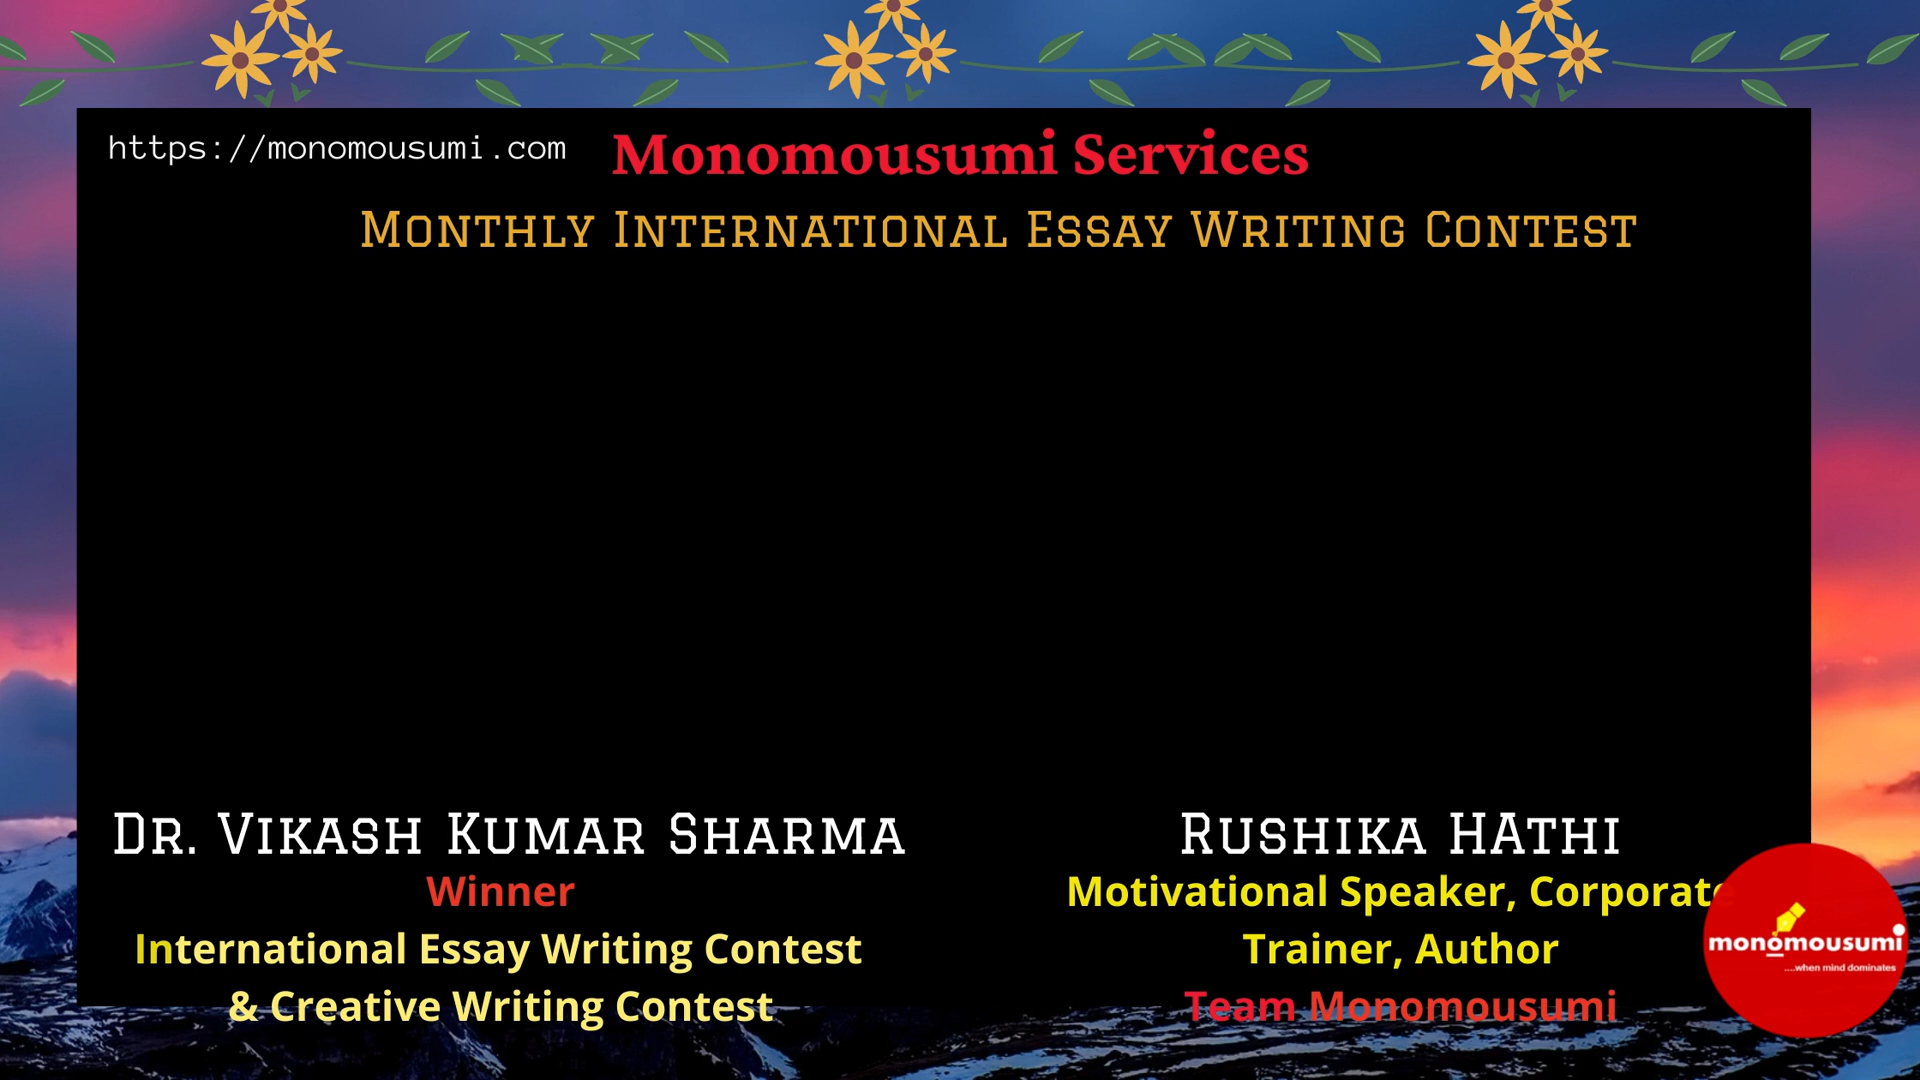 https://monomousumi.com
Monomousumi Services
Monthly International Essay Writing Contest
Dr. Vikash Kumar Sharma
Winner
International Essay Writing Contest
& Creative Writing Contest
Rushika HAthi
Motivational Speaker, Corporate
Trainer, Author
Team Monomousumi
monomousumi
....when mind dominates